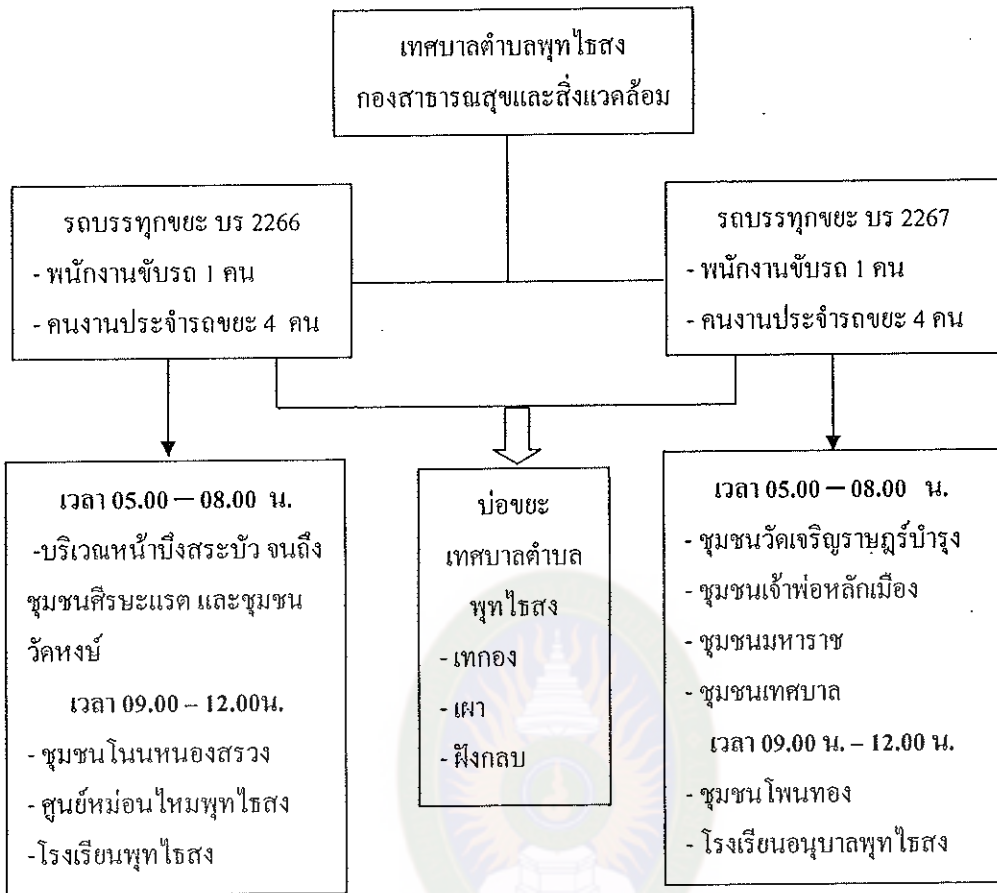 เทศบาลตำบลพุทไธสง
กองสาธารณสุขและสิ่งแวดล้อม
รถบรรทุกขยะ บร 2266
- พนักงานขับรถ 1 คน
- คนงานประจำรถขยะ 4 คน
รถบรรทุกขยะ บร 2267
- พนักงานขับรถ 1 คน
- คนงานประจำรถขยะ 4 คน
เวลา 05.00 – 08.00 น.
-บริเวณหน้าบึงสระบัว จนถึง
ชุมชนศีรษะแรต และชุมชน
วัดหงษ์
เวลา 09.00 – 12.00น.
- ชุมชนโนนหนองสรวง
- ศูนย์หม่อนไหมพุทไธสง
-โรงเรียนพุทไธสง
บ่อขยะ
เทศบาลตำบล
พุทไธสง
- เทกอง
- เผา
- ฝังกลบ
เวลา 05.00 – 08.00 น.
- ชุมชนวัดเจริญราษฎร์บำรุง
- ชุมชนเจ้าพ่อหลักเมือง
- ชุมชนมหาราช
- ชุมชนเทศบาล
เวลา 09.00 น. – 12.00 น.
- ชุมชนโพนทอง
- โรงเรียนอนุบาลพุทไธสง